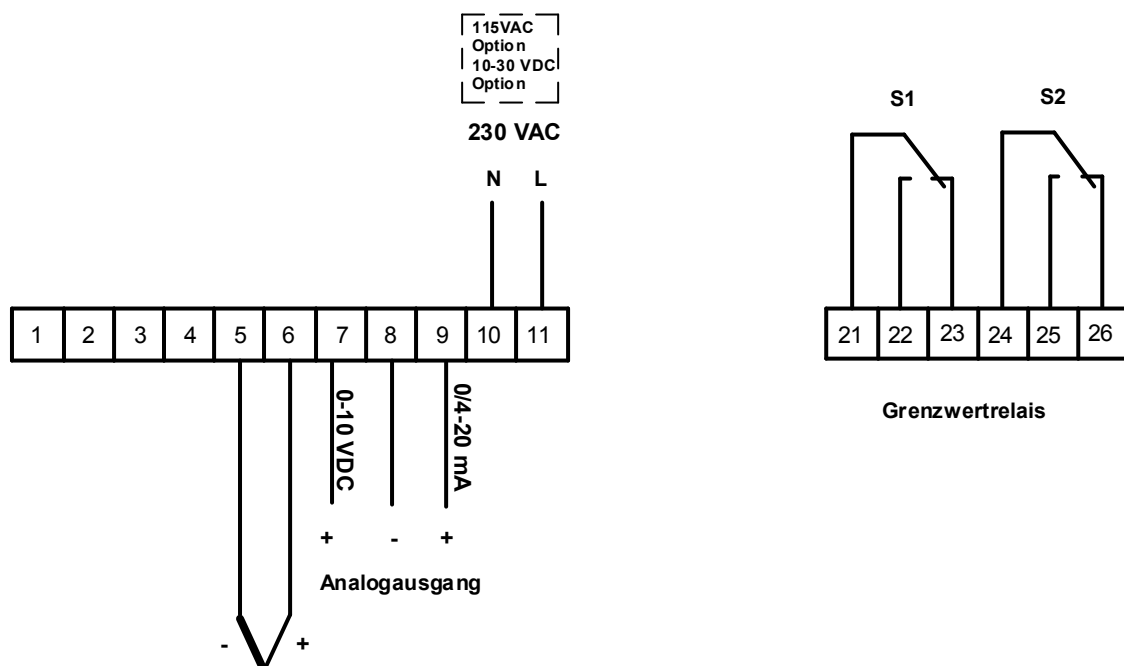 115VAC
Option
10-30 VDC
Option
230 VAC
N L
S1 S2
1 2 3 4 5 6 7 8 9 10 11
21 22 23 24 25 26
0-10 VDC
0/4-20 mA
Grenzwertrelais
+ - +
Analogausgang
- +